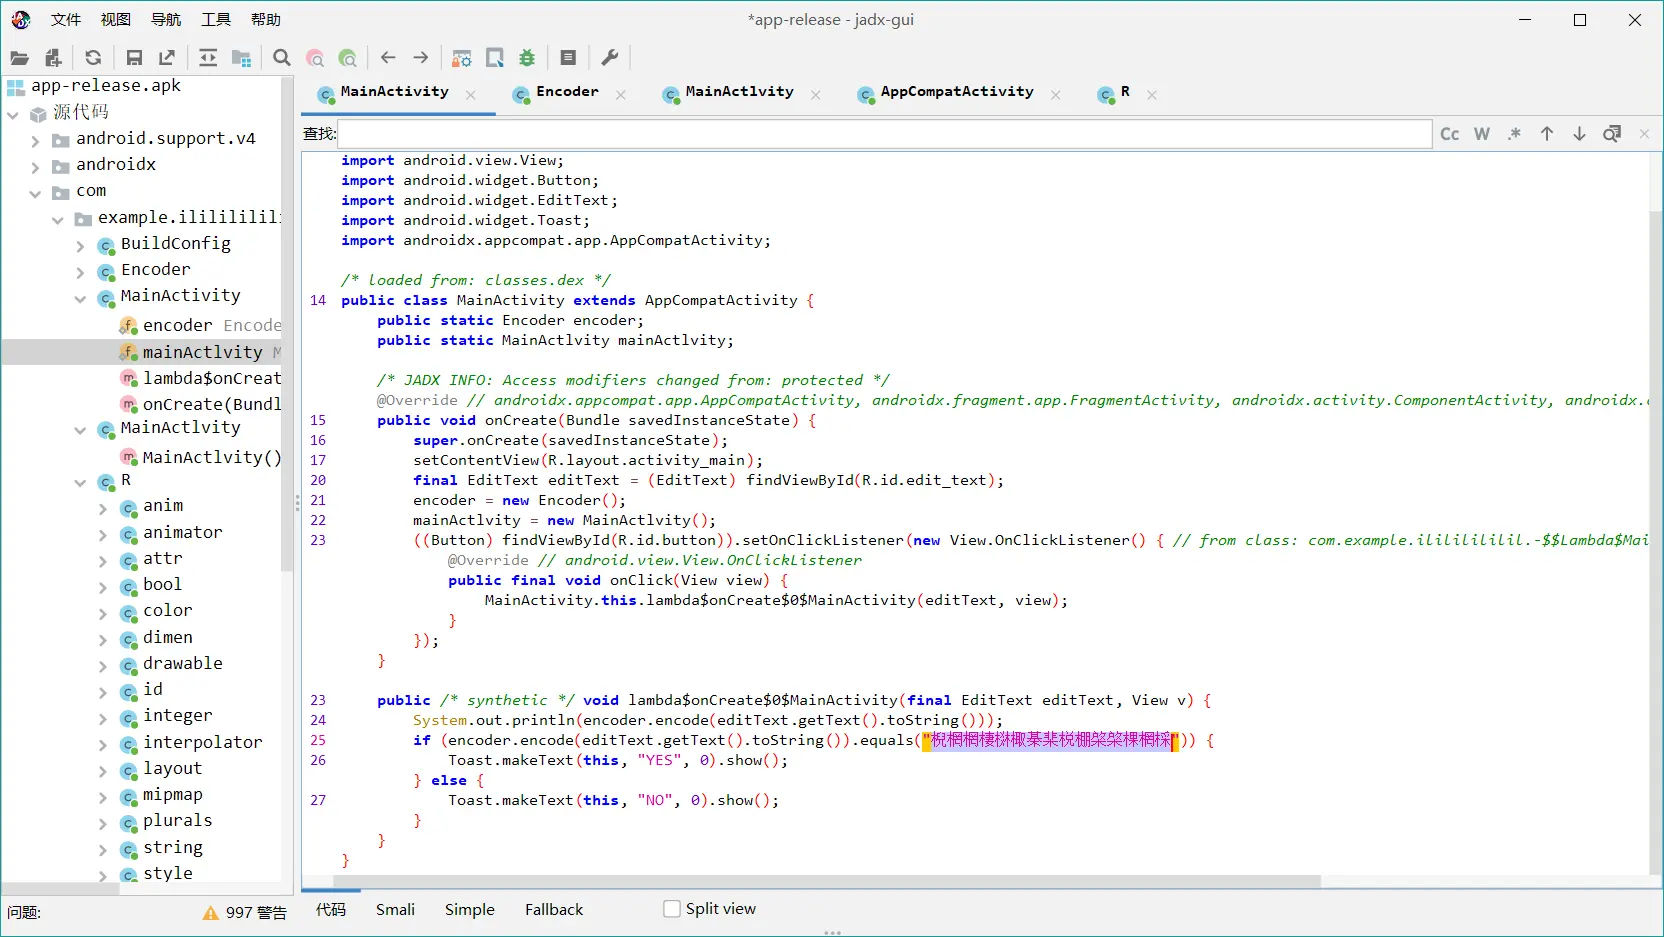 文件 视图 导航 工具 帮助
*app-release - jadx-gui
app-release.apk
源代码
android.support.v4
androidx
com
example.ilililililil
BuildConfig
Encoder
MainActivity
encoder Encode
mainActlvity M
lambda$onCreat
onCreate(Bundl
MainActlvity
MainActlvity()
R
anim
animator
attr
bool
color
dimen
drawable
id
integer
interpolator
layout
mipmap
plurals
string
style
问题:
997 警告
MainActivity
Encoder
MainActlvity
AppCompatActivity
R
查找:
Cc W .*
import android.view.View;
import android.widget.Button;
import android.widget.EditText;
import android.widget.Toast;
import androidx.appcompat.app.AppCompatActivity;
/* loaded from: classes.dex */
14 public class MainActivity extends AppCompatActivity {
public static Encoder encoder;
public static MainActlvity mainActlvity;
/* JADX INFO: Access modifiers changed from: protected */
@Override // androidx.appcompat.app.AppCompatActivity, androidx.fragment.app.FragmentActivity, androidx.activity.ComponentActivity, androidx.
15 public void onCreate(Bundle savedInstanceState) {
16 super.onCreate(savedInstanceState);
17 setContentView(R.layout.activity_main);
20 final EditText editText = (EditText) findViewById(R.id.edit_text);
21 encoder = new Encoder();
22 mainActlvity = new MainActlvity();
23 ((Button) findViewById(R.id.button)).setOnClickListener(new View.OnClickListener() { // from class: com.example.ilililililil.-$$Lambda$Mai
@Override // android.view.View.OnClickListener
public final void onClick(View view) {
MainActivity.this.lambda$onCreate$0$MainActivity(editText, view);
}
});
}
23 public /* synthetic */ void lambda$onCreate$0$MainActivity(final EditText editText, View v) {
24 System.out.println(encoder.encode(editText.getText().toString()));
25 if (encoder.encode(editText.getText().toString()).equals("棿棢棢棲棥棷棊棐棁棚棨棨棵棢棌")) {
26 Toast.makeText(this, "YES", 0).show();
} else {
27 Toast.makeText(this, "NO", 0).show();
}
}
}
代码 Smali Simple Fallback Split view